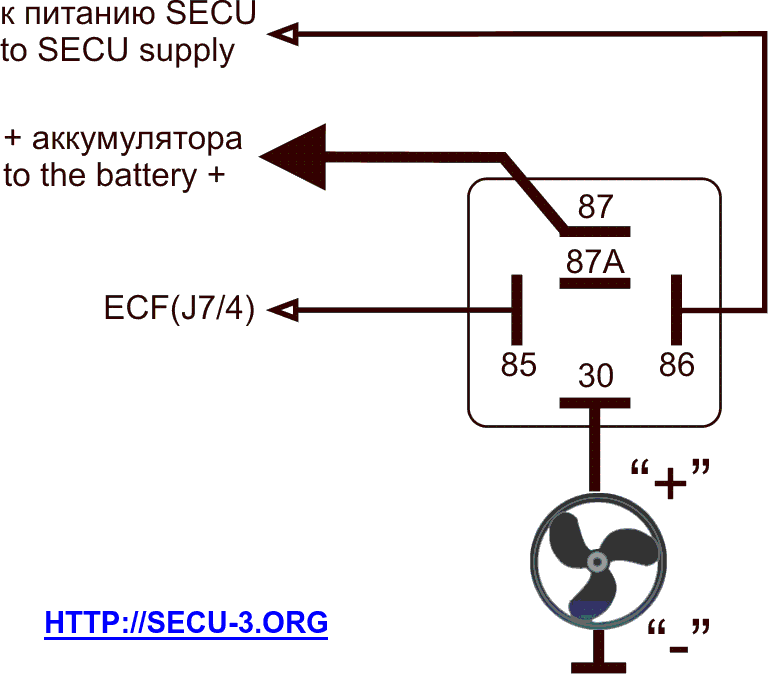 к питанию SECU
to SECU supply
+ аккумулятора
to the battery +
87
87A
ECF(J7/4)
85
30
86
“+”
HTTP://SECU-3.ORG
“-”